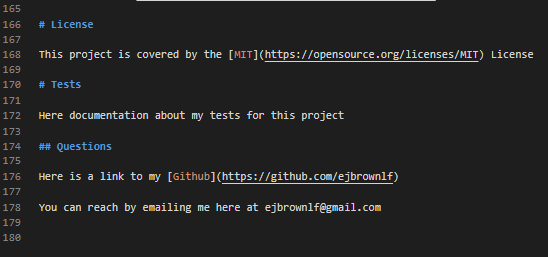 165
166 # License
167
168 This project is covered by the [MIT](https://opensource.org/licenses/MIT) License
169
170 # Tests
171
172 Here documentation about my tests for this project
173
174 ## Questions
175
176 Here is a link to my [Github](https://github.com/ejbrownlf)
177
178 You can reach by emailing me here at ejbrownlf@gmail.com
179
180